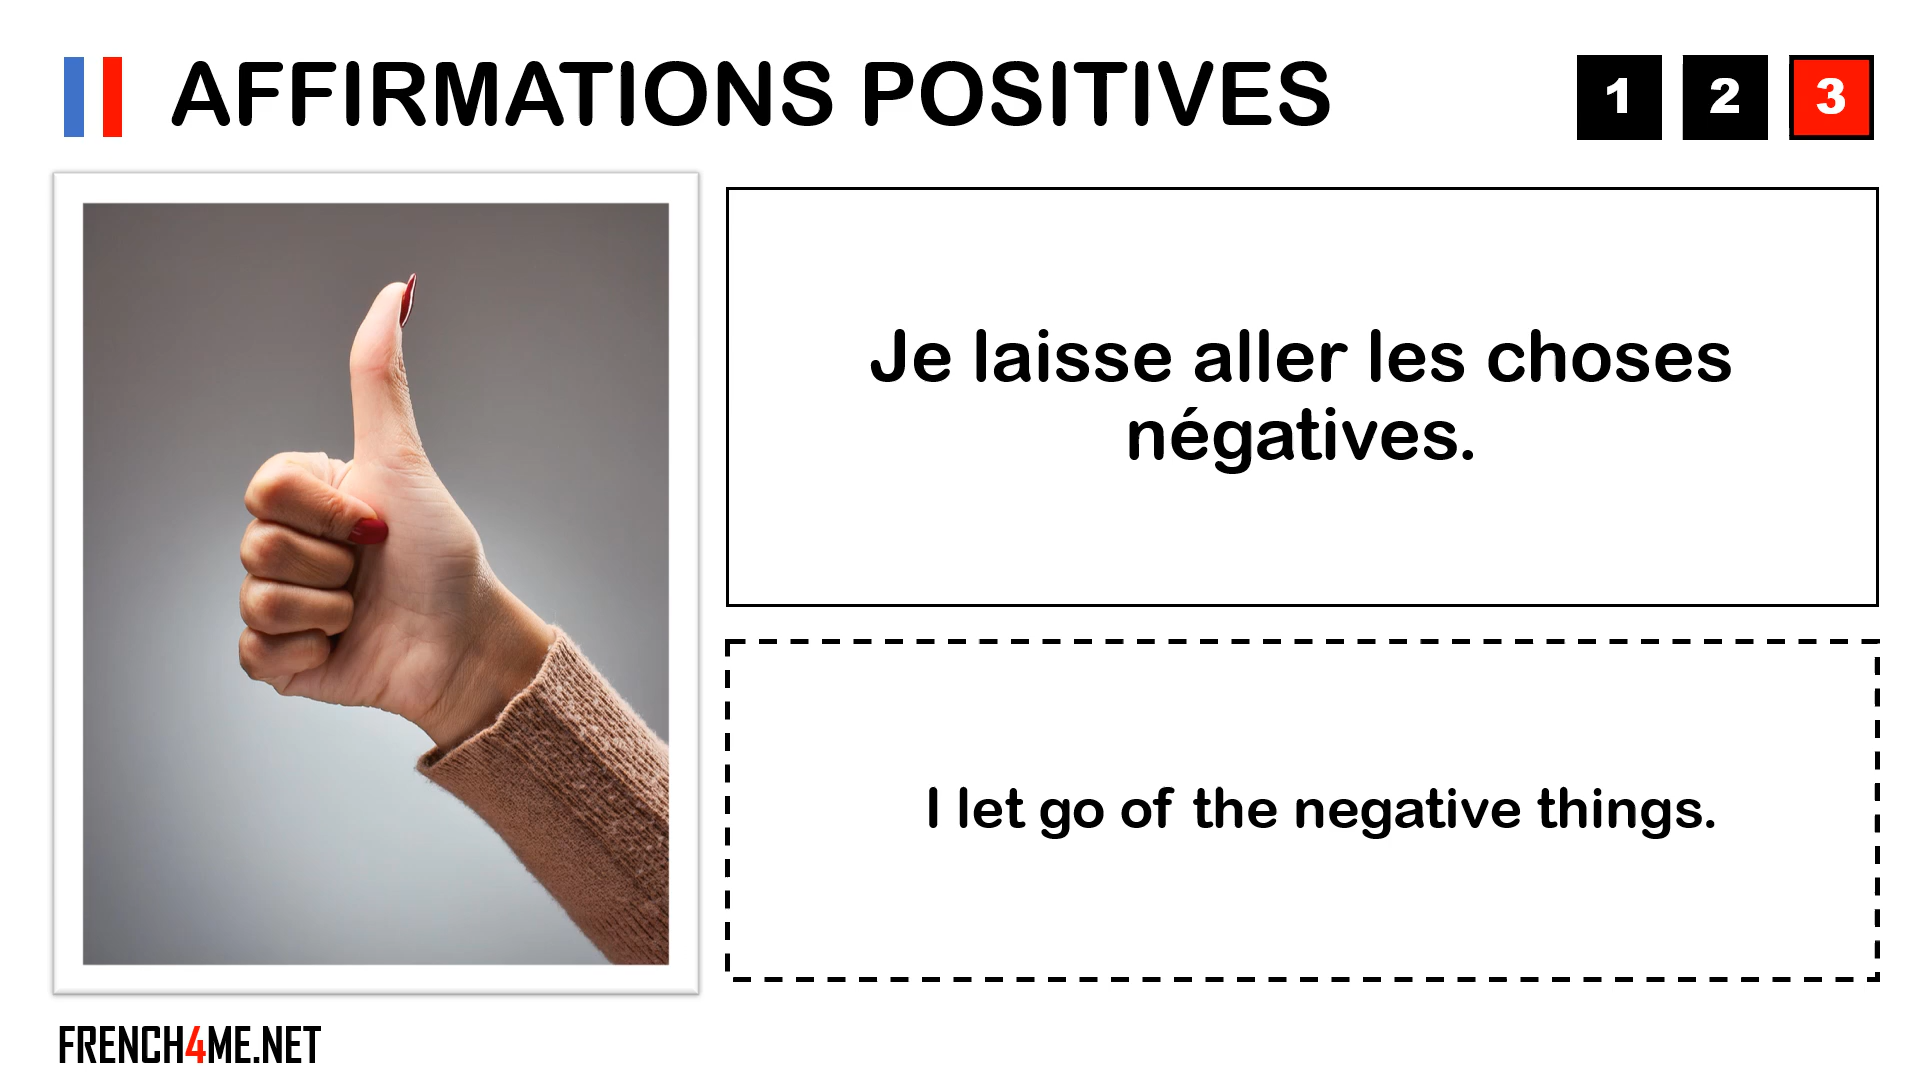 AFFIRMATIONS POSITIVES
1 2 3
Je laisse aller les choses
négatives.
I let go of the negative things.
FRENCH4ME.NET